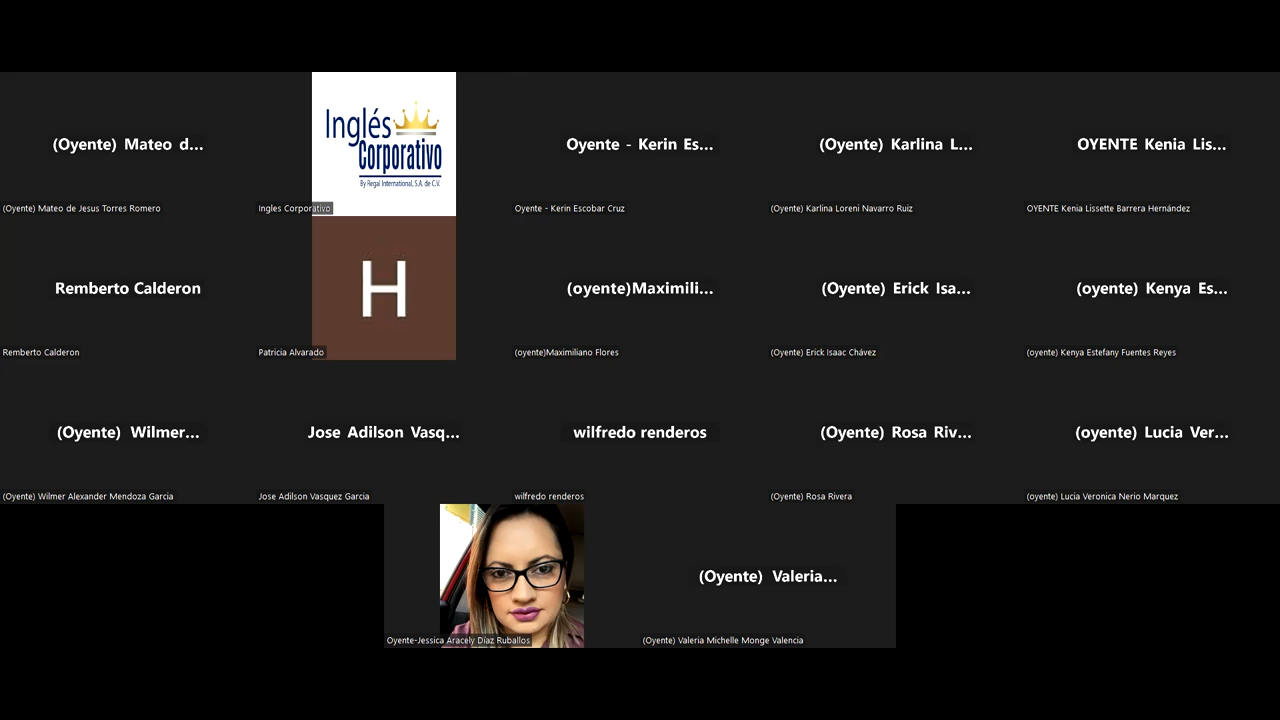 (Oyente) Mateo d...
Inglés
Corporativo
By Regal International, S.A. de C.V.
Oyente - Kerin Es...
(Oyente) Karlina L...
OYENTE Kenia Lis...
(Oyente) Mateo de Jesus Torres Romero
Ingles Corporativo
Oyente - Kerin Escobar Cruz
(Oyente) Karlina Loreni Navarro Ruiz
OYENTE Kenia Lissette Barrera Hernández
Remberto Calderon
H
(oyente)Maximili...
(Oyente) Erick Isa...
(oyente) Kenya Es...
Remberto Calderon
Patricia Alvarado
(oyente)Maximiliano Flores
(Oyente) Erick Isaac Chávez
(oyente) Kenya Estefany Fuentes Reyes
(Oyente) Wilmer...
Jose Adilson Vasq...
wilfredo renderos
(Oyente) Rosa Riv...
(oyente) Lucia Ver...
(Oyente) Wilmer Alexander Mendoza Garcia
Jose Adilson Vasquez Garcia
wilfredo renderos
(Oyente) Rosa Rivera
(oyente) Lucia Veronica Nerio Marquez
(Oyente) Valeria...
Oyente-Jessica Aracely Díaz Ruballos
(Oyente) Valeria Michelle Monge Valencia